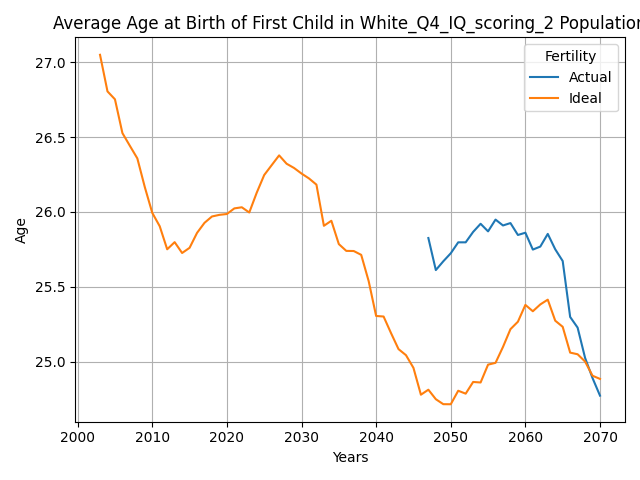 Average Age at Birth of First Child in White_Q4_IQ_scoring_2 Population
Fertility
Actual
Ideal
27.0
26.5
26.0
25.5
25.0
Age
2000
2010
2020
2030
2040
2050
2060
2070
Years